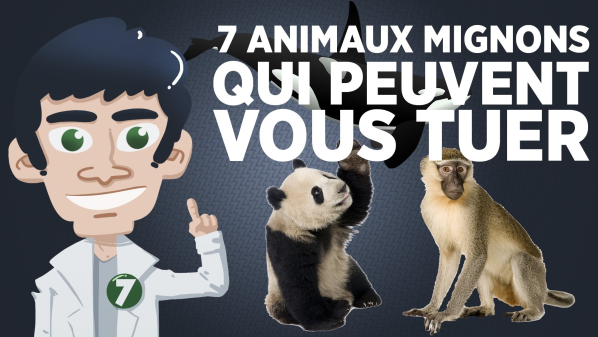 7 ANIMAUX MIGNONS
QUI PEUVENT
VOUS TUER
7